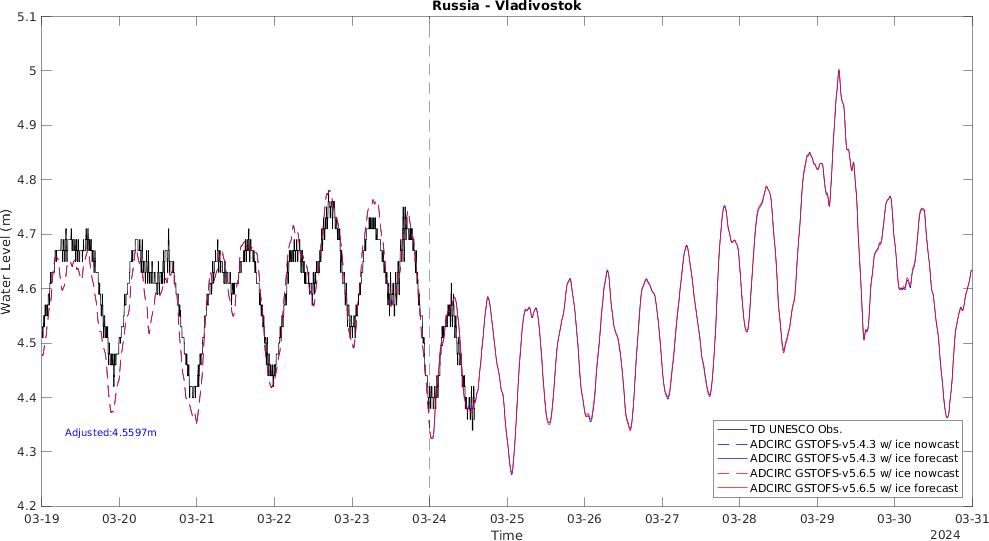 Russia - Vladivostok
5.1
5
4.9
4.8
4.7
4.6
4.5
4.4
4.3
4.2
Water Level (m)
Adjusted:4.5597m
TD UNESCO Obs.
ADCIRC GSTOFS-v5.4.3 w/ ice nowcast
ADCIRC GSTOFS-v5.4.3 w/ ice forecast
ADCIRC GSTOFS-v5.6.5 w/ ice nowcast
ADCIRC GSTOFS-v5.6.5 w/ ice forecast
03-19 03-20 03-21 03-22 03-23 03-24 03-25 03-26 03-27 03-28 03-29 03-30 03-31
Time
2024